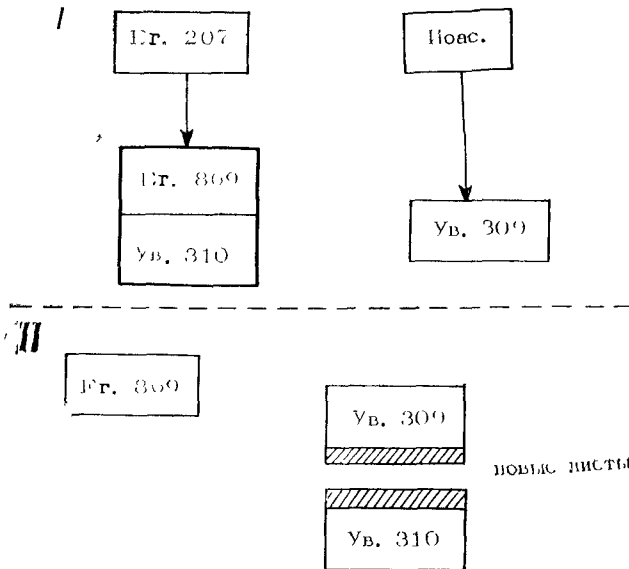 I
Ег. 207
Иоас.
Ег. 869
Ув. 310
Ув. 309
II
Ег. 869
Ув. 309
новые листы
Ув. 310